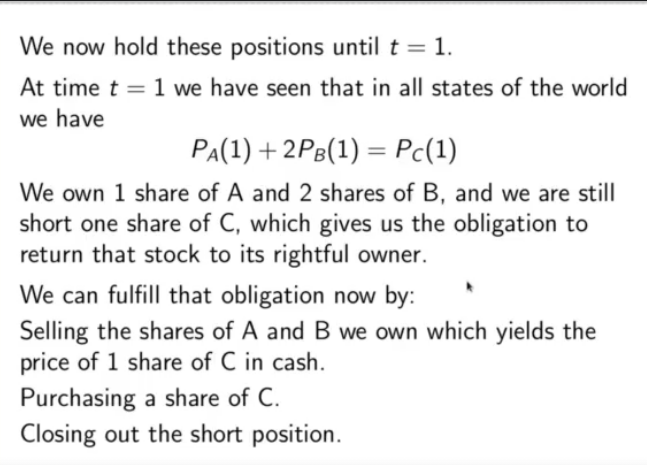 We now hold these positions until t = 1.
At time t = 1 we have seen that in all states of the world
we have
P_A(1) + 2P_B(1) = P_C(1)
We own 1 share of A and 2 shares of B, and we are still
short one share of C, which gives us the obligation to
return that stock to its rightful owner.
We can fulfill that obligation now by:
Selling the shares of A and B we own which yields the
price of 1 share of C in cash.
Purchasing a share of C.
Closing out the short position.